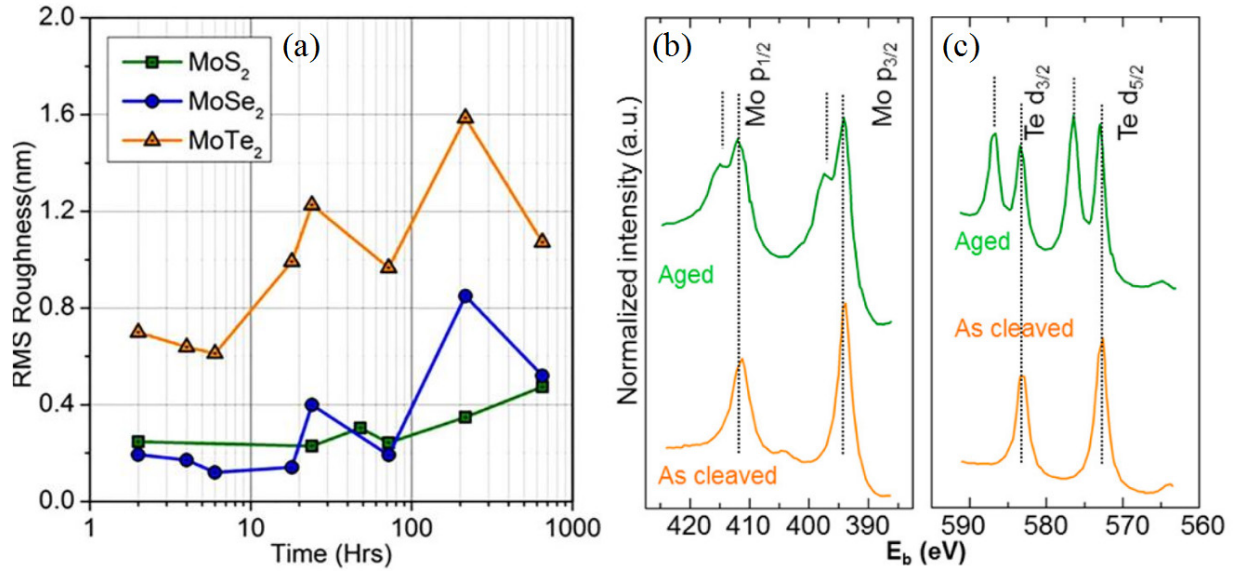 (a)
2.0
1.6
1.2
0.8
0.4
0.0
RMS Roughness(nm)
MoS2
MoSe2
MoTe2
1 10 100 1000
Time (Hrs)
(b)
Mo p1/2
Mo p3/2
Normalized intensity (a.u.)
Aged
As cleaved
420 410 400 390
(c)
Te d3/2
Te d5/2
Aged
As cleaved
590 580 570 560
Eb (eV)